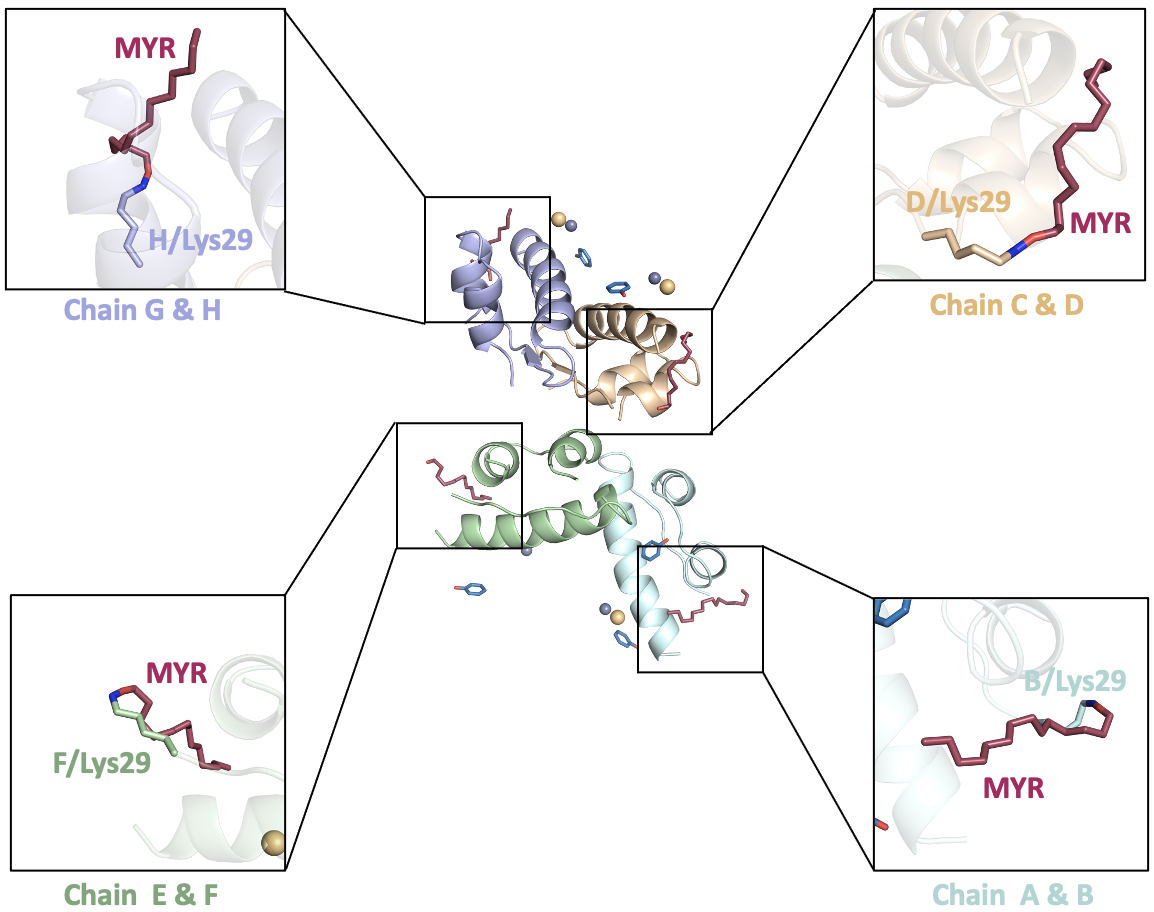 MYR
H/Lys29
Chain G & H
D/Lys29
MYR
Chain C & D
MYR
F/Lys29
Chain  E & F
B/Lys29
MYR
Chain  A & B